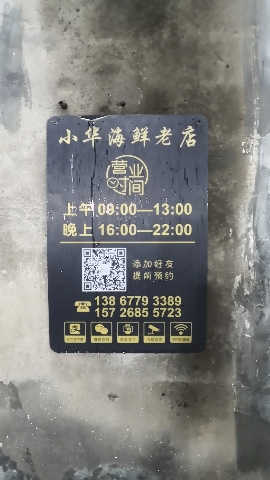 小华海鲜老店
营业
时间
上午 08:00—13:00
晚上 16:00—22:00
添加好友
提前预约
138 6779 3389
157 2685 5723